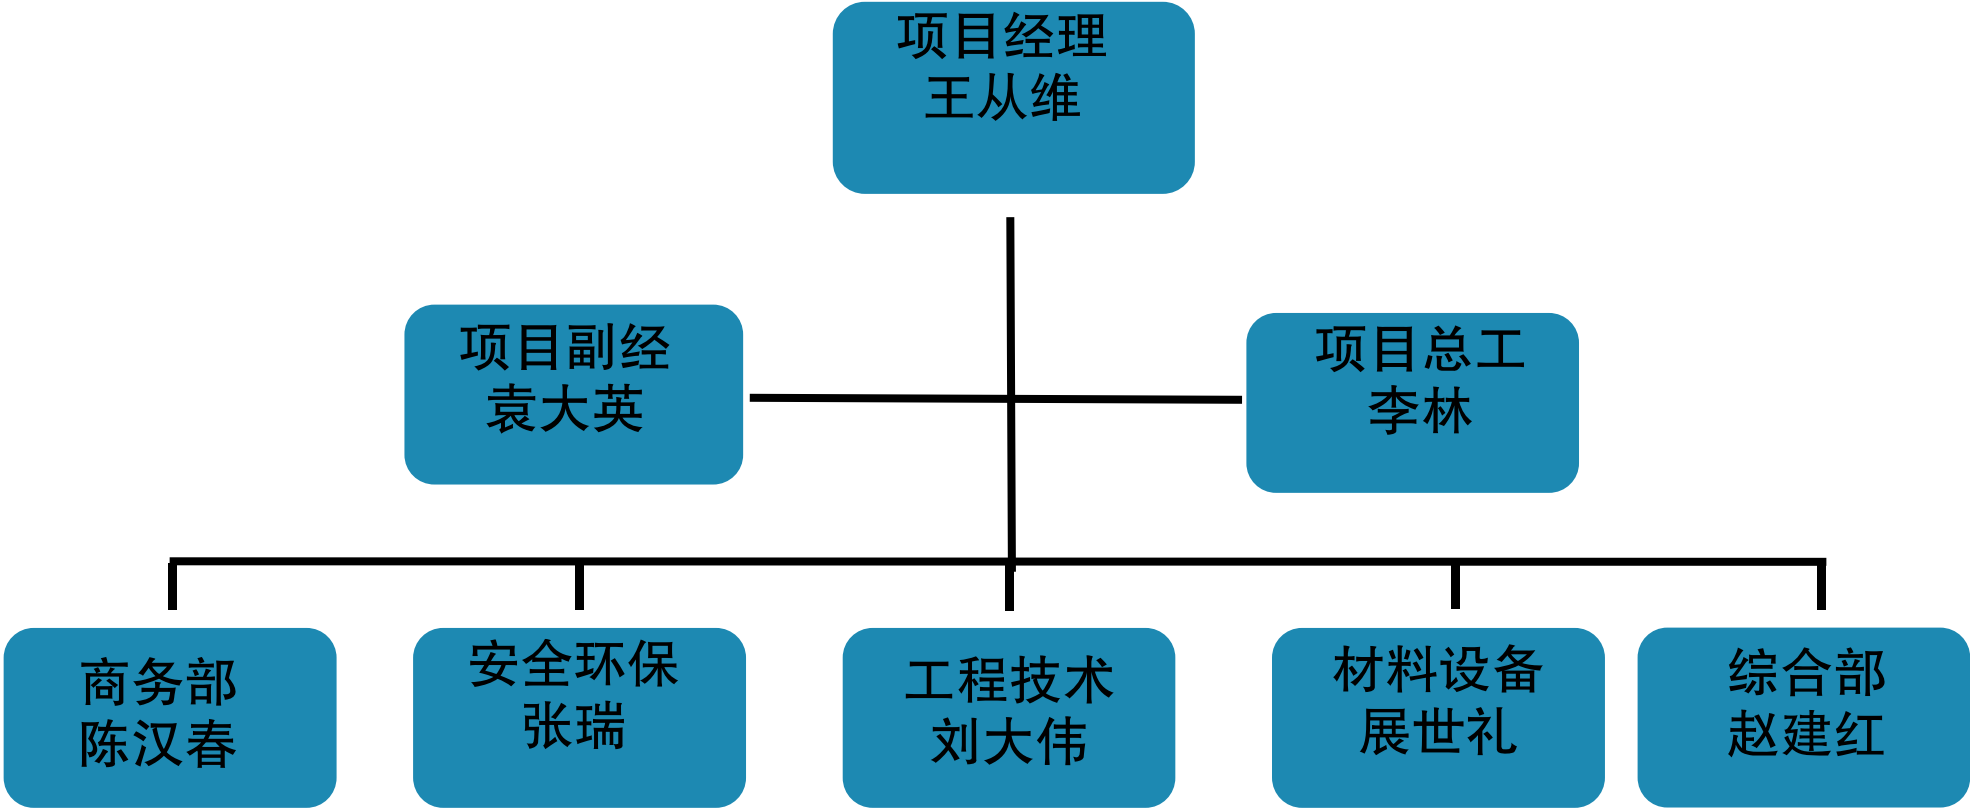 项目经理
王从维
项目副经
袁大英
项目总工
李林
商务部
陈汉春
安全环保
张瑞
工程技术
刘大伟
材料设备
展世礼
综合部
赵建红